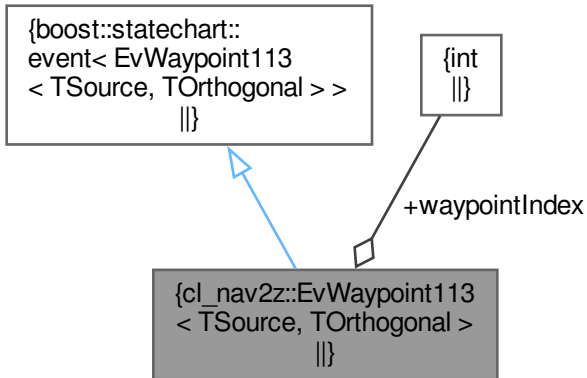 {boost::statechart::
event< EvWaypoint113
< TSource, TOrthogonal > >
||}
{int
||}
+waypointIndex
{cl_nav2z::EvWaypoint113
< TSource, TOrthogonal >
||}